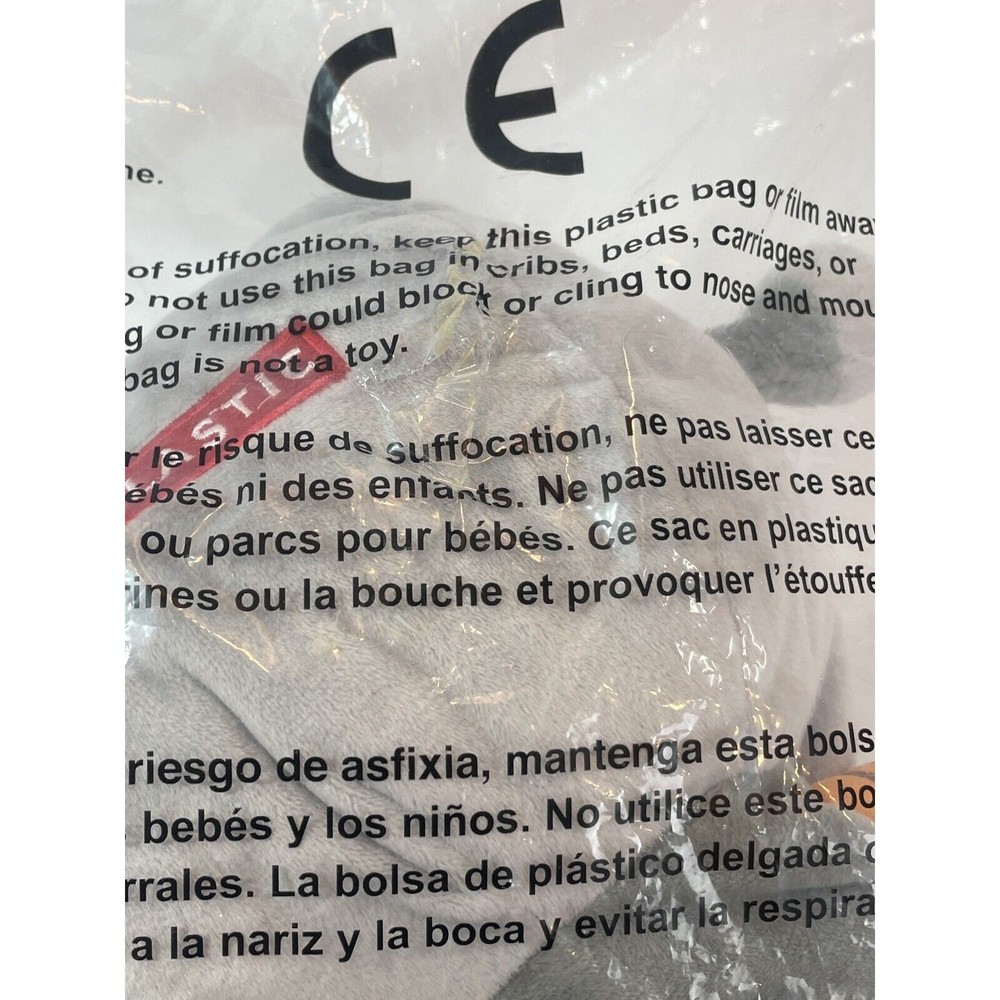 CE
ne.
of suffocation, keep this plastic bag or film awa
o not use this bag in cribs, beds, carriages, or
g or film could block or cling to nose and mou
bag is not a toy.
ASTIC
r le risque de suffocation, ne pas laisser ce
ébés ni des enfants. Ne pas utiliser ce sac
ou parcs pour bébés. Ce sac en plastiqu
rines ou la bouche et provoquer l'étouffe
riesgo de asfixia, mantenga esta bols
bebés y los niños. No utilice este bo
rrales. La bolsa de plástico delgada
a la nariz y la boca y evitar la respira